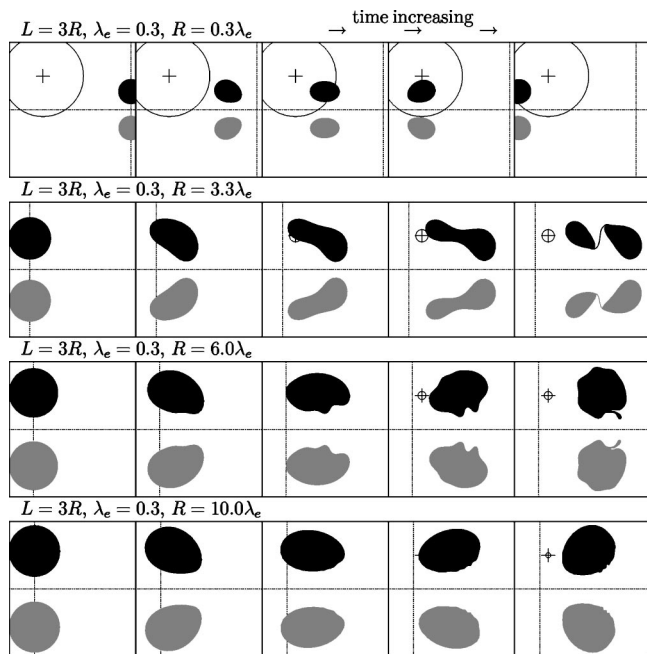 L = 3R, λₑ = 0.3, R = 0.3λₑ → time increasing → →
L = 3R, λₑ = 0.3, R = 3.3λₑ
L = 3R, λₑ = 0.3, R = 6.0λₑ
L = 3R, λₑ = 0.3, R = 10.0λₑ